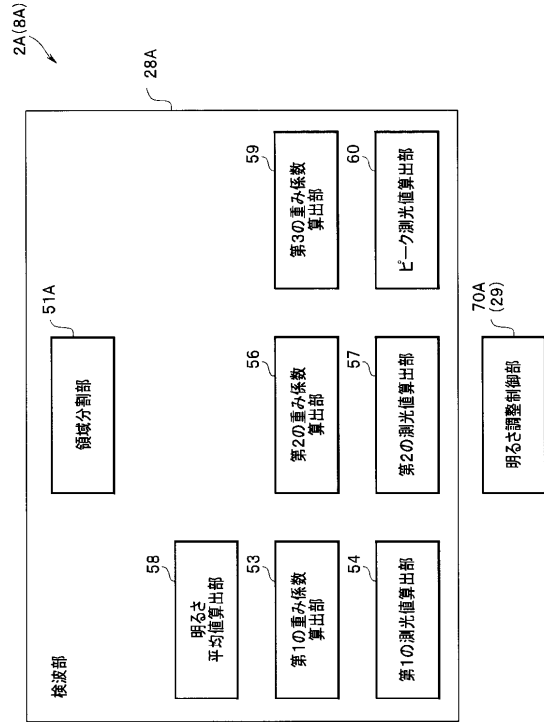 2A(8A)
28A
検波部
51A
領域分割部
58
明るさ
平均値算出部
53
第1の重み係数
算出部
56
第2の重み係数
算出部
59
第3の重み係数
算出部
54
第1の測光値算出部
57
第2の測光値算出部
60
ピーク測光値算出部
70A
(29)
明るさ調整制御部